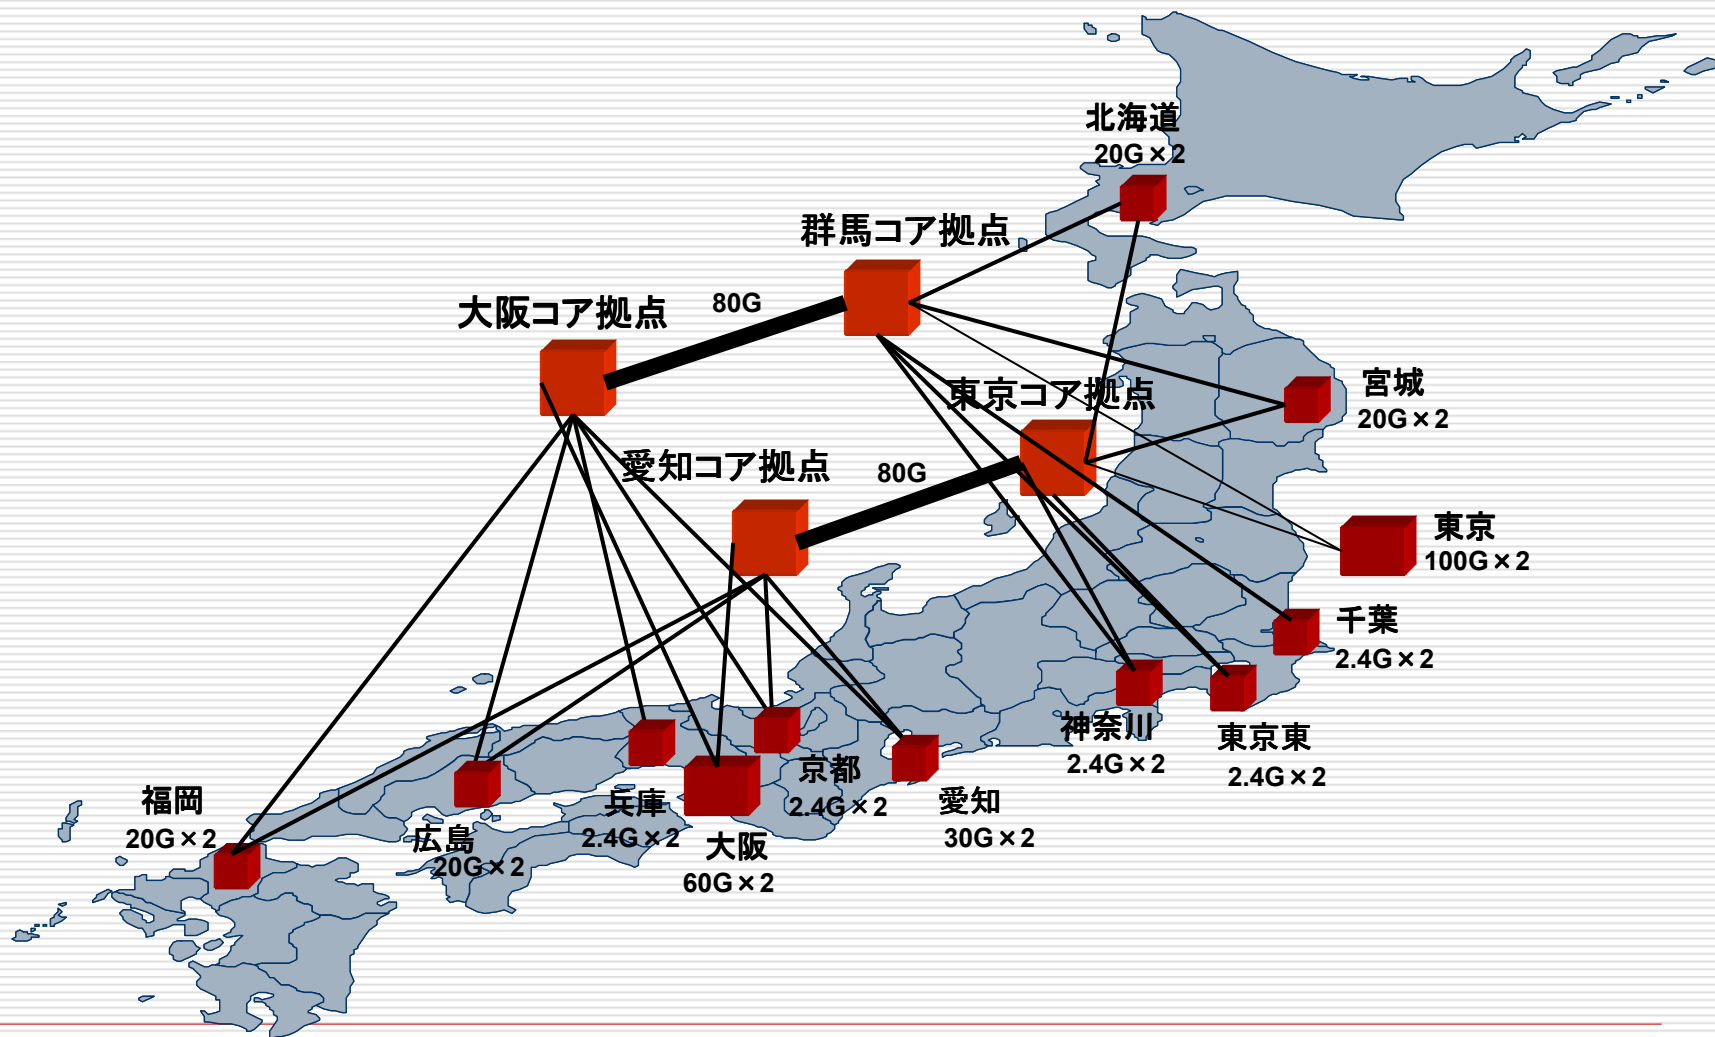 北海道
20G×2
群馬コア拠点
大阪コア拠点
80G
東京コア拠点
宮城
20G×2
愛知コア拠点
80G
東京
100G×2
千葉
2.4G×2
神奈川
2.4G×2
東京東
2.4G×2
京都
2.4G×2
愛知
30G×2
兵庫
2.4G×2
大阪
60G×2
広島
20G×2
福岡
20G×2